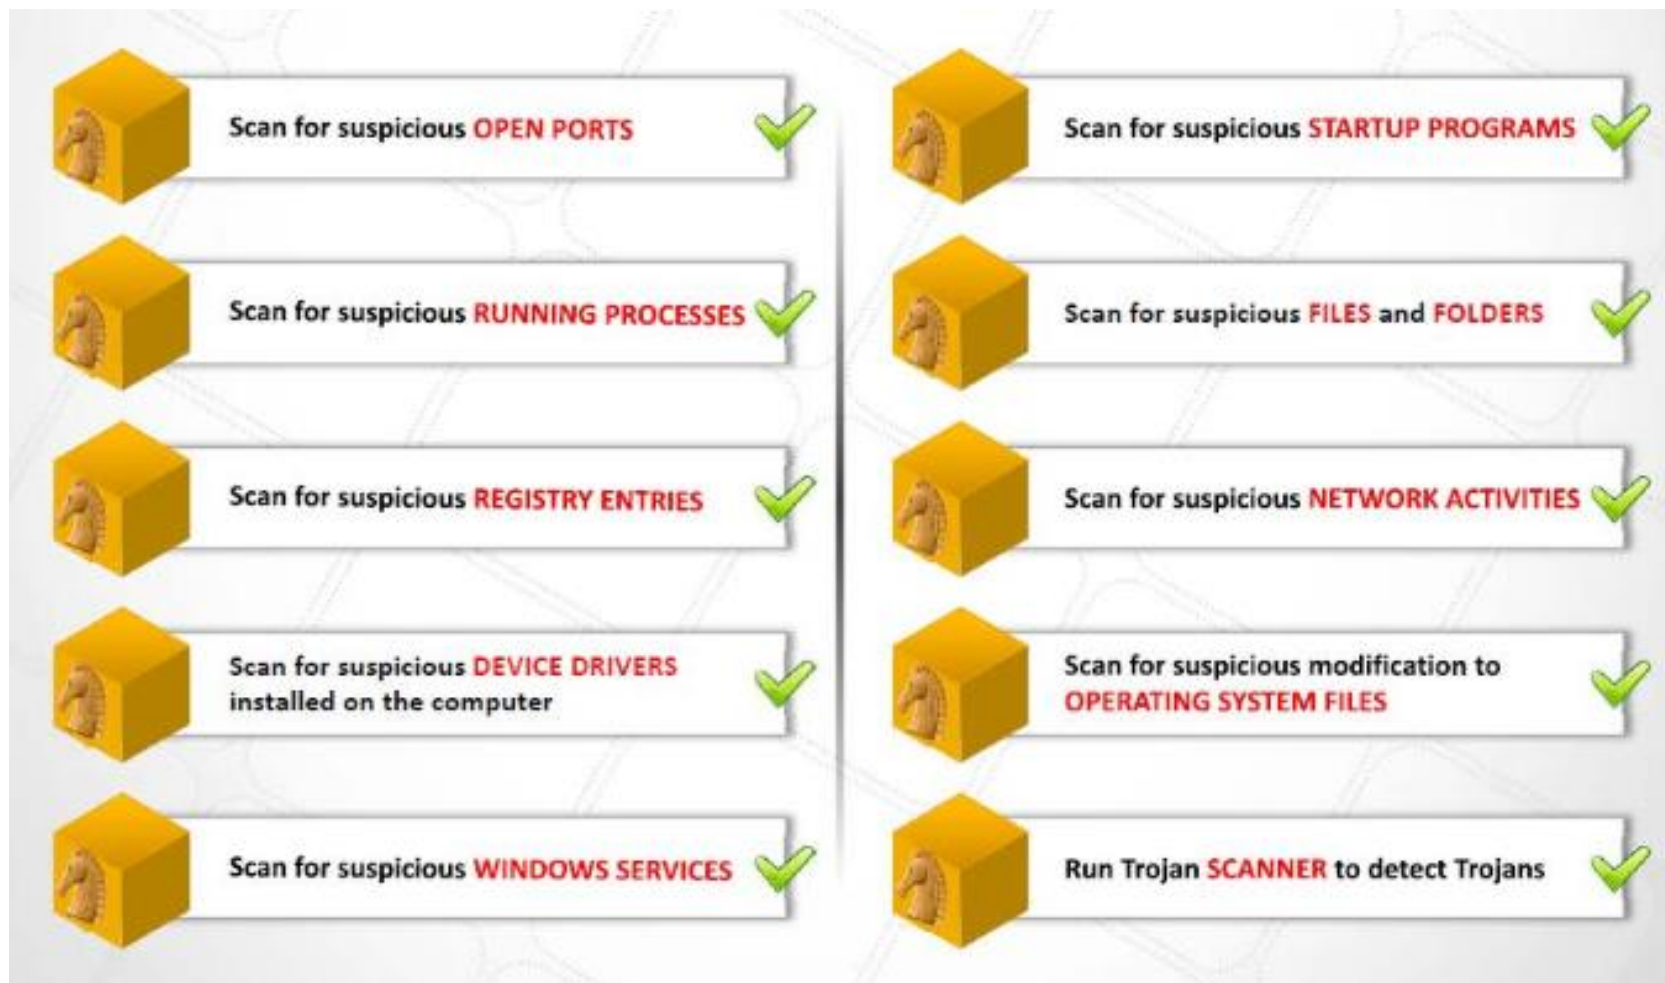 Scan for suspicious OPEN PORTS
Scan for suspicious RUNNING PROCESSES
Scan for suspicious REGISTRY ENTRIES
Scan for suspicious DEVICE DRIVERS
installed on the computer
Scan for suspicious WINDOWS SERVICES
Scan for suspicious STARTUP PROGRAMS
Scan for suspicious FILES and FOLDERS
Scan for suspicious NETWORK ACTIVITIES
Scan for suspicious modification to
OPERATING SYSTEM FILES
Run Trojan SCANNER to detect Trojans